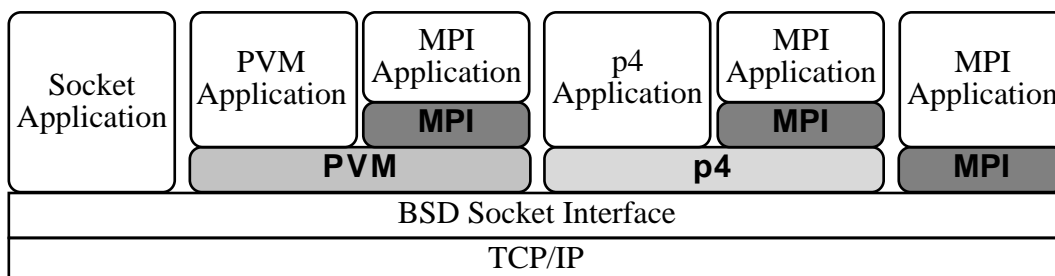 Socket
Application
PVM
Application
MPI
Application
MPI
PVM
p4
Application
MPI
Application
MPI
p4
MPI
Application
MPI
BSD Socket Interface
TCP/IP